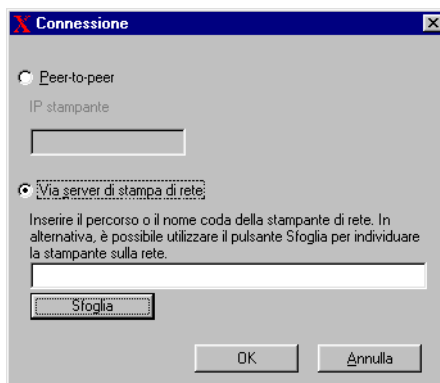 Connessione
Peer-to-peer
IP stampante
Via server di stampa di rete
Inserire il percorso o il nome coda della stampante di rete. In
alternativa, è possibile utilizzare il pulsante Sfoglia per individuare
la stampante sulla rete.
Sfoglia
OK
Annulla